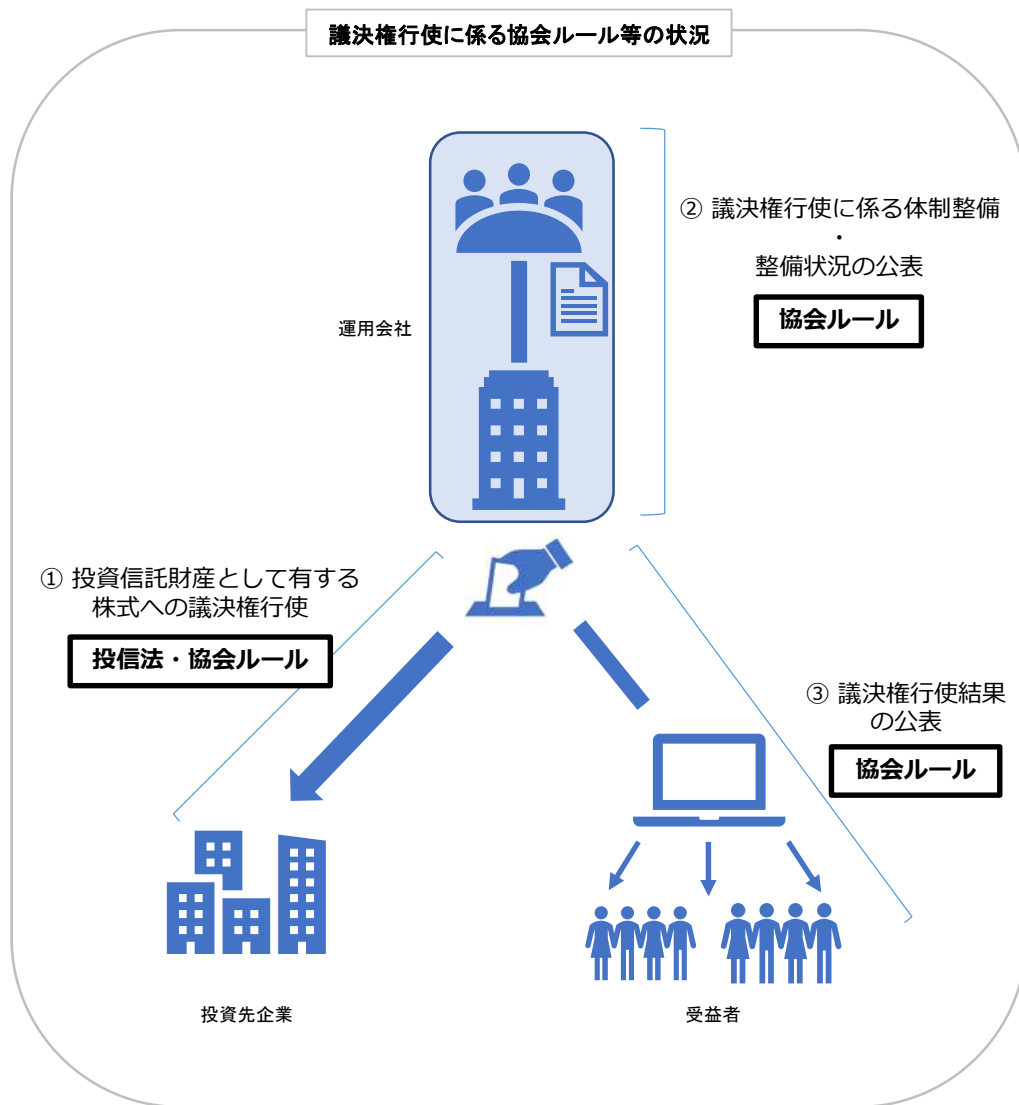 議決権行使に係る協会ルール等の状況
② 議決権行使に係る体制整備
・
整備状況の公表
協会ルール
運用会社
① 投資信託財産として有する
株式への議決権行使
投信法・協会ルール
③ 議決権行使結果
の公表
協会ルール
投資先企業
受益者